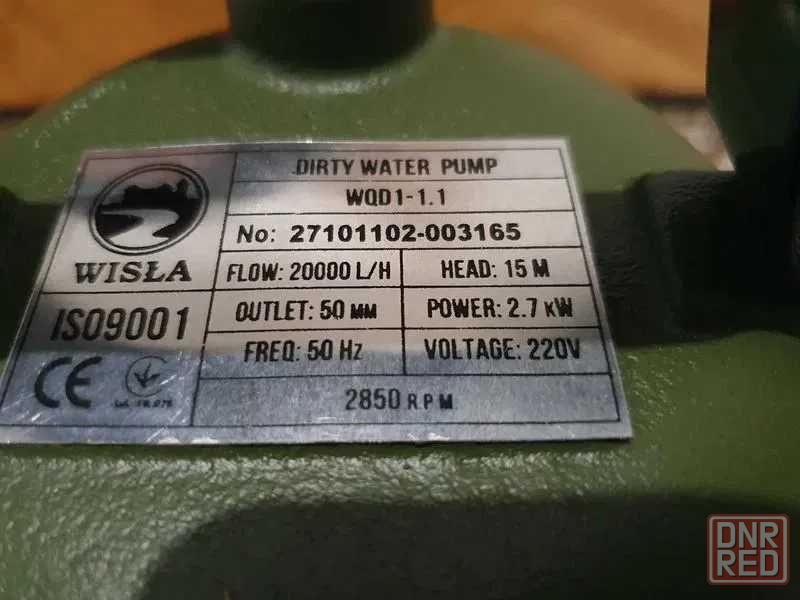 DIRTY WATER PUMP
WQD1-1.1
No: 27101102-003165
WISŁA
FLOW: 20000 L/H
HEAD: 15 M
ISO9001
OUTLET: 50 MM
POWER: 2.7 KW
FREQ: 50 HZ
VOLTAGE: 220V
CE
2850 RPM
DNR
RED